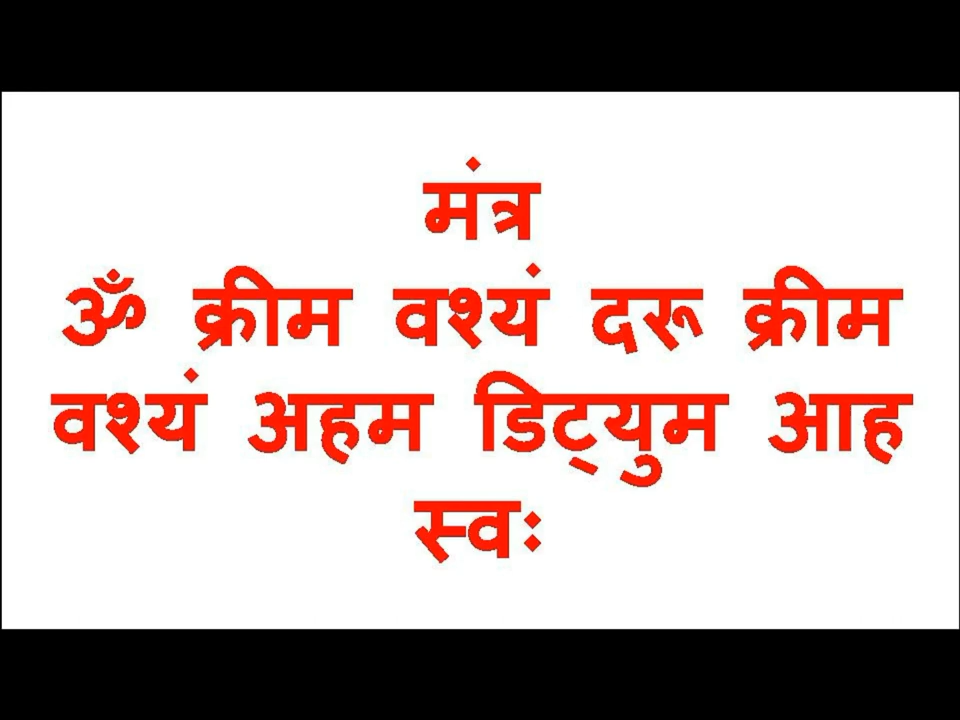 मंत्र
ॐ क्रीम वश्यं दरू क्रीम
वश्यं अहम डिट्युम आह
स्वः